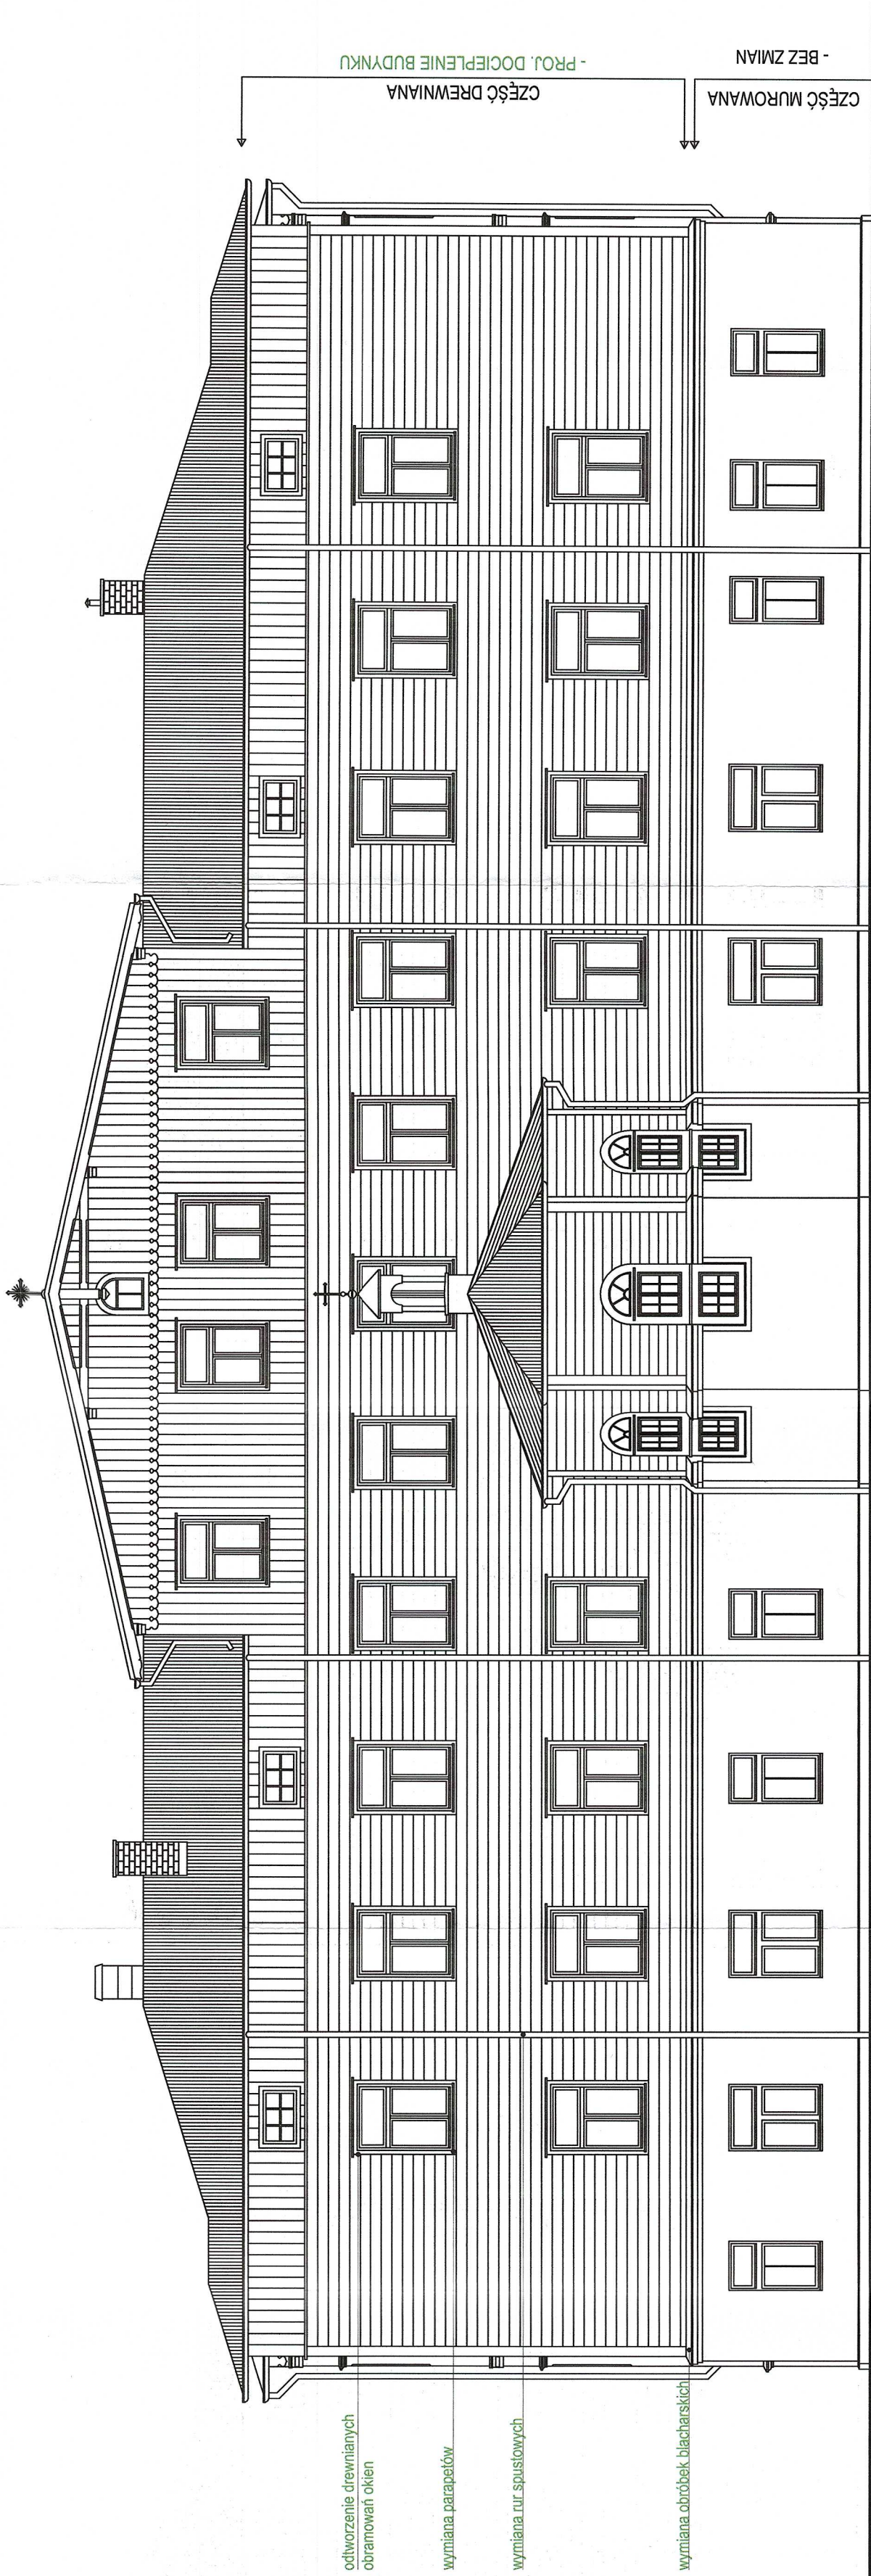 CZĘŚĆ DREWNIANA
- PROJ. DOCIEPLENIE BUDYNKU
CZĘŚĆ MUROWANA
- BEZ ZMIAN
odtworzenie drewnianych
obramowań okien
wymiana parapetów
wymiana rur spustowych
wymiana obróbek blacharskich